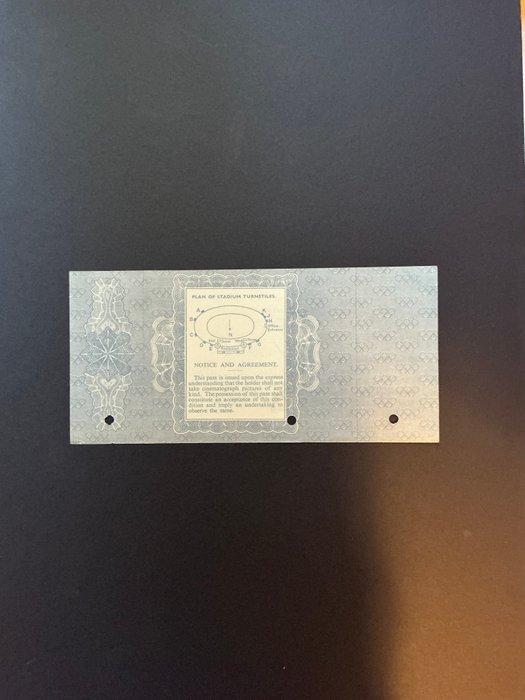 PLAN OF STADIUM TURNSTILES.
A
K
B
J
H
Office
Entrance
C
N
D
G
E
F
NOTICE AND AGREEMENT.
This pass is issued upon the express
understanding that the holder shall not
take cinematograph pictures of any
kind. The possession of this pass shall
constitute an acceptance of this con-
dition and imply an undertaking to
observe the same.